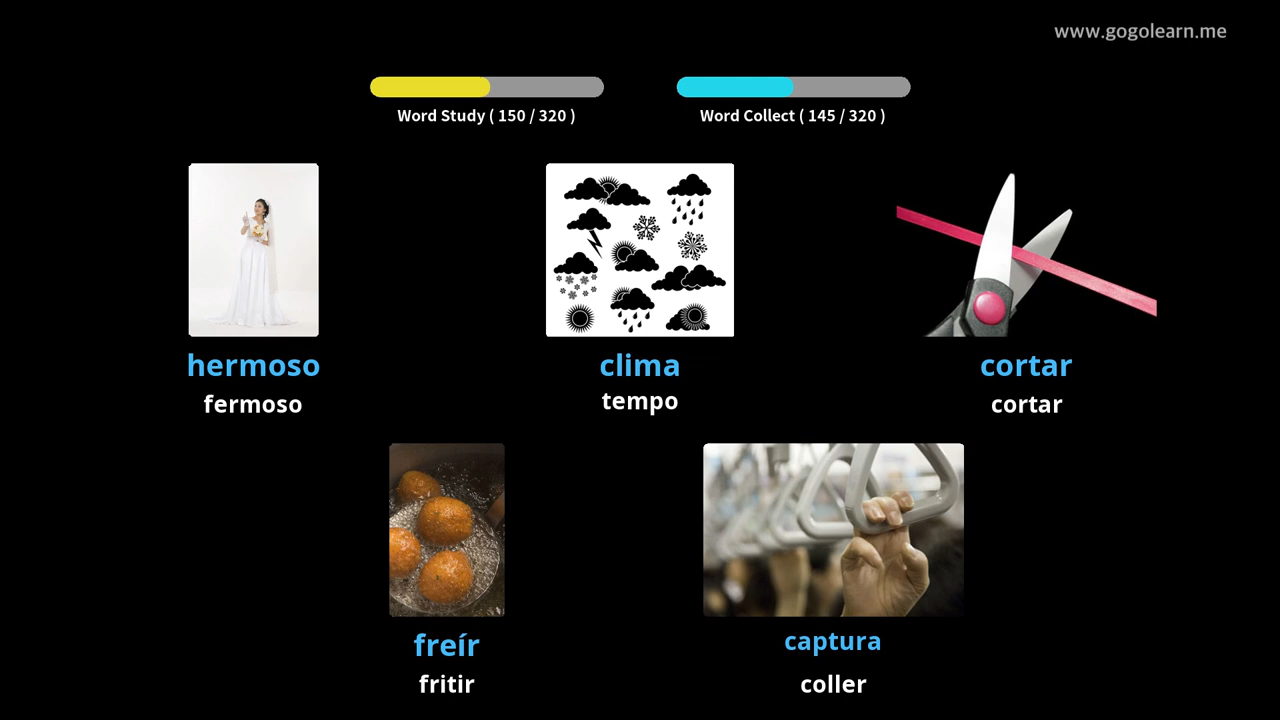 www.gogolearn.me
Word Study ( 150 / 320 )
Word Collect ( 145 / 320 )
hermoso
fermoso
clima
tempo
cortar
cortar
freír
fritir
captura
coller